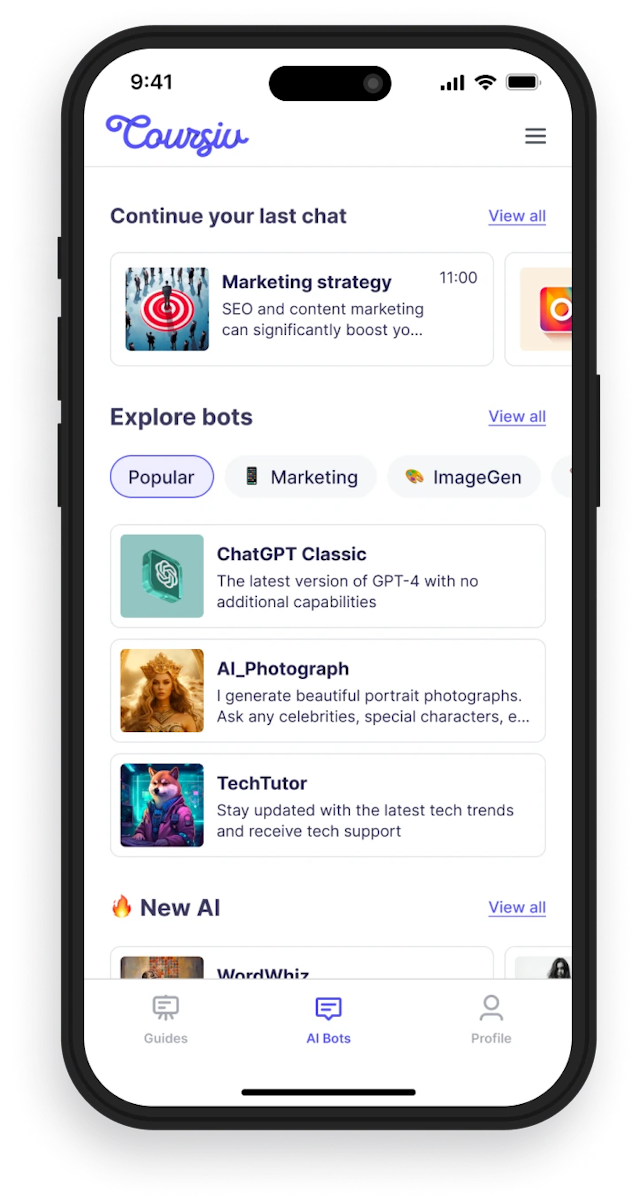 9:41
Coursiv
Continue your last chat
View all
Marketing strategy
11:00
SEO and content marketing
can significantly boost yo...
Explore bots
View all
Popular
Marketing
ImageGen
ChatGPT Classic
The latest version of GPT-4 with no
additional capabilities
AI_Photograph
I generate beautiful portrait photographs.
Ask any celebrities, special characters, e...
TechTutor
Stay updated with the latest tech trends
and receive tech support
🔥 New AI
View all
WordWhiz
Guides
AI Bots
Profile